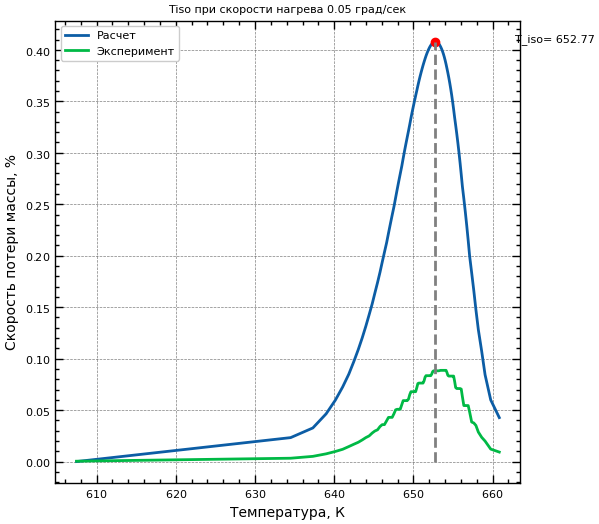 Tiso при скорости нагрева 0.05 град/сек
Расчет
Эксперимент
T_iso= 652.77
Скорость потери массы, %
0.40
0.35
0.30
0.25
0.20
0.15
0.10
0.05
0.00
610 620 630 640 650 660
Температура, К